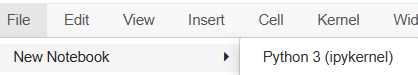 File Edit View Insert Cell Kernel Wid
New Notebook Python 3 (ipykernel)